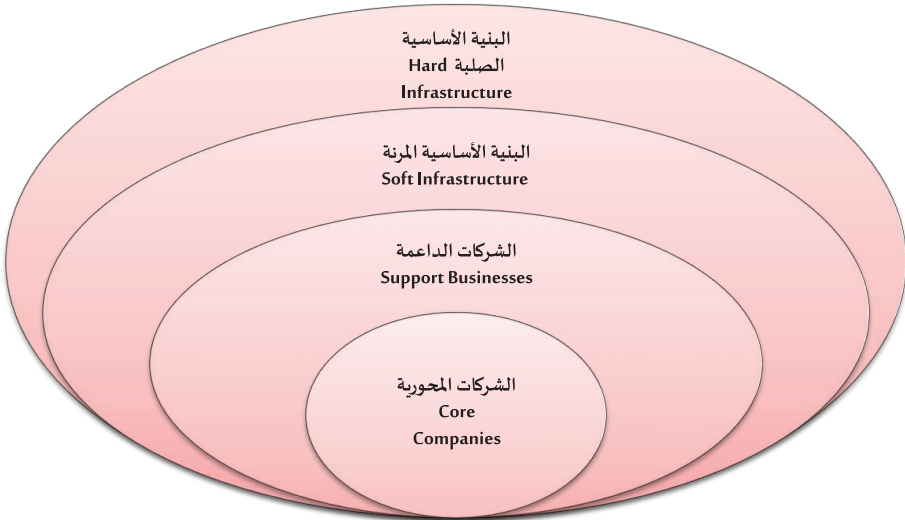 البنية الأساسية
الصلبة Hard
Infrastructure
البنية الأساسية المرنة
Soft Infrastructure
الشركات الداعمة
Support Businesses
الشركات المحورية
Core
Companies